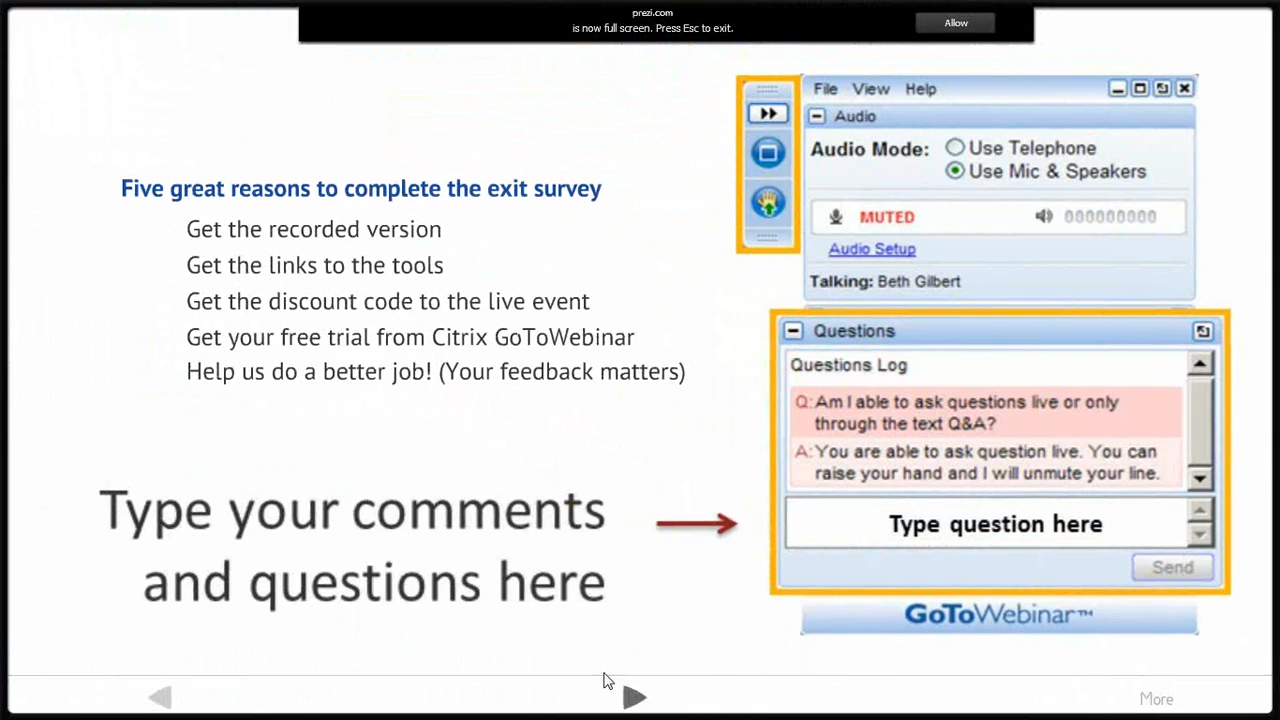 prezi.com
is now full screen. Press Esc to exit.
Allow
Five great reasons to complete the exit survey
Get the recorded version
Get the links to the tools
Get the discount code to the live event
Get your free trial from Citrix GoToWebinar
Help us do a better job! (Your feedback matters)
Type your comments
and questions here
File View Help
Audio
Audio Mode: Use Telephone
Use Mic & Speakers
MUTED 000000000
Audio Setup
Talking: Beth Gilbert
Questions
Questions Log
Q: Am I able to ask questions live or only
through the text Q&A?
A: You are able to ask question live. You can
raise your hand and I will unmute your line.
Type question here
Send
GoToWebinar™
More